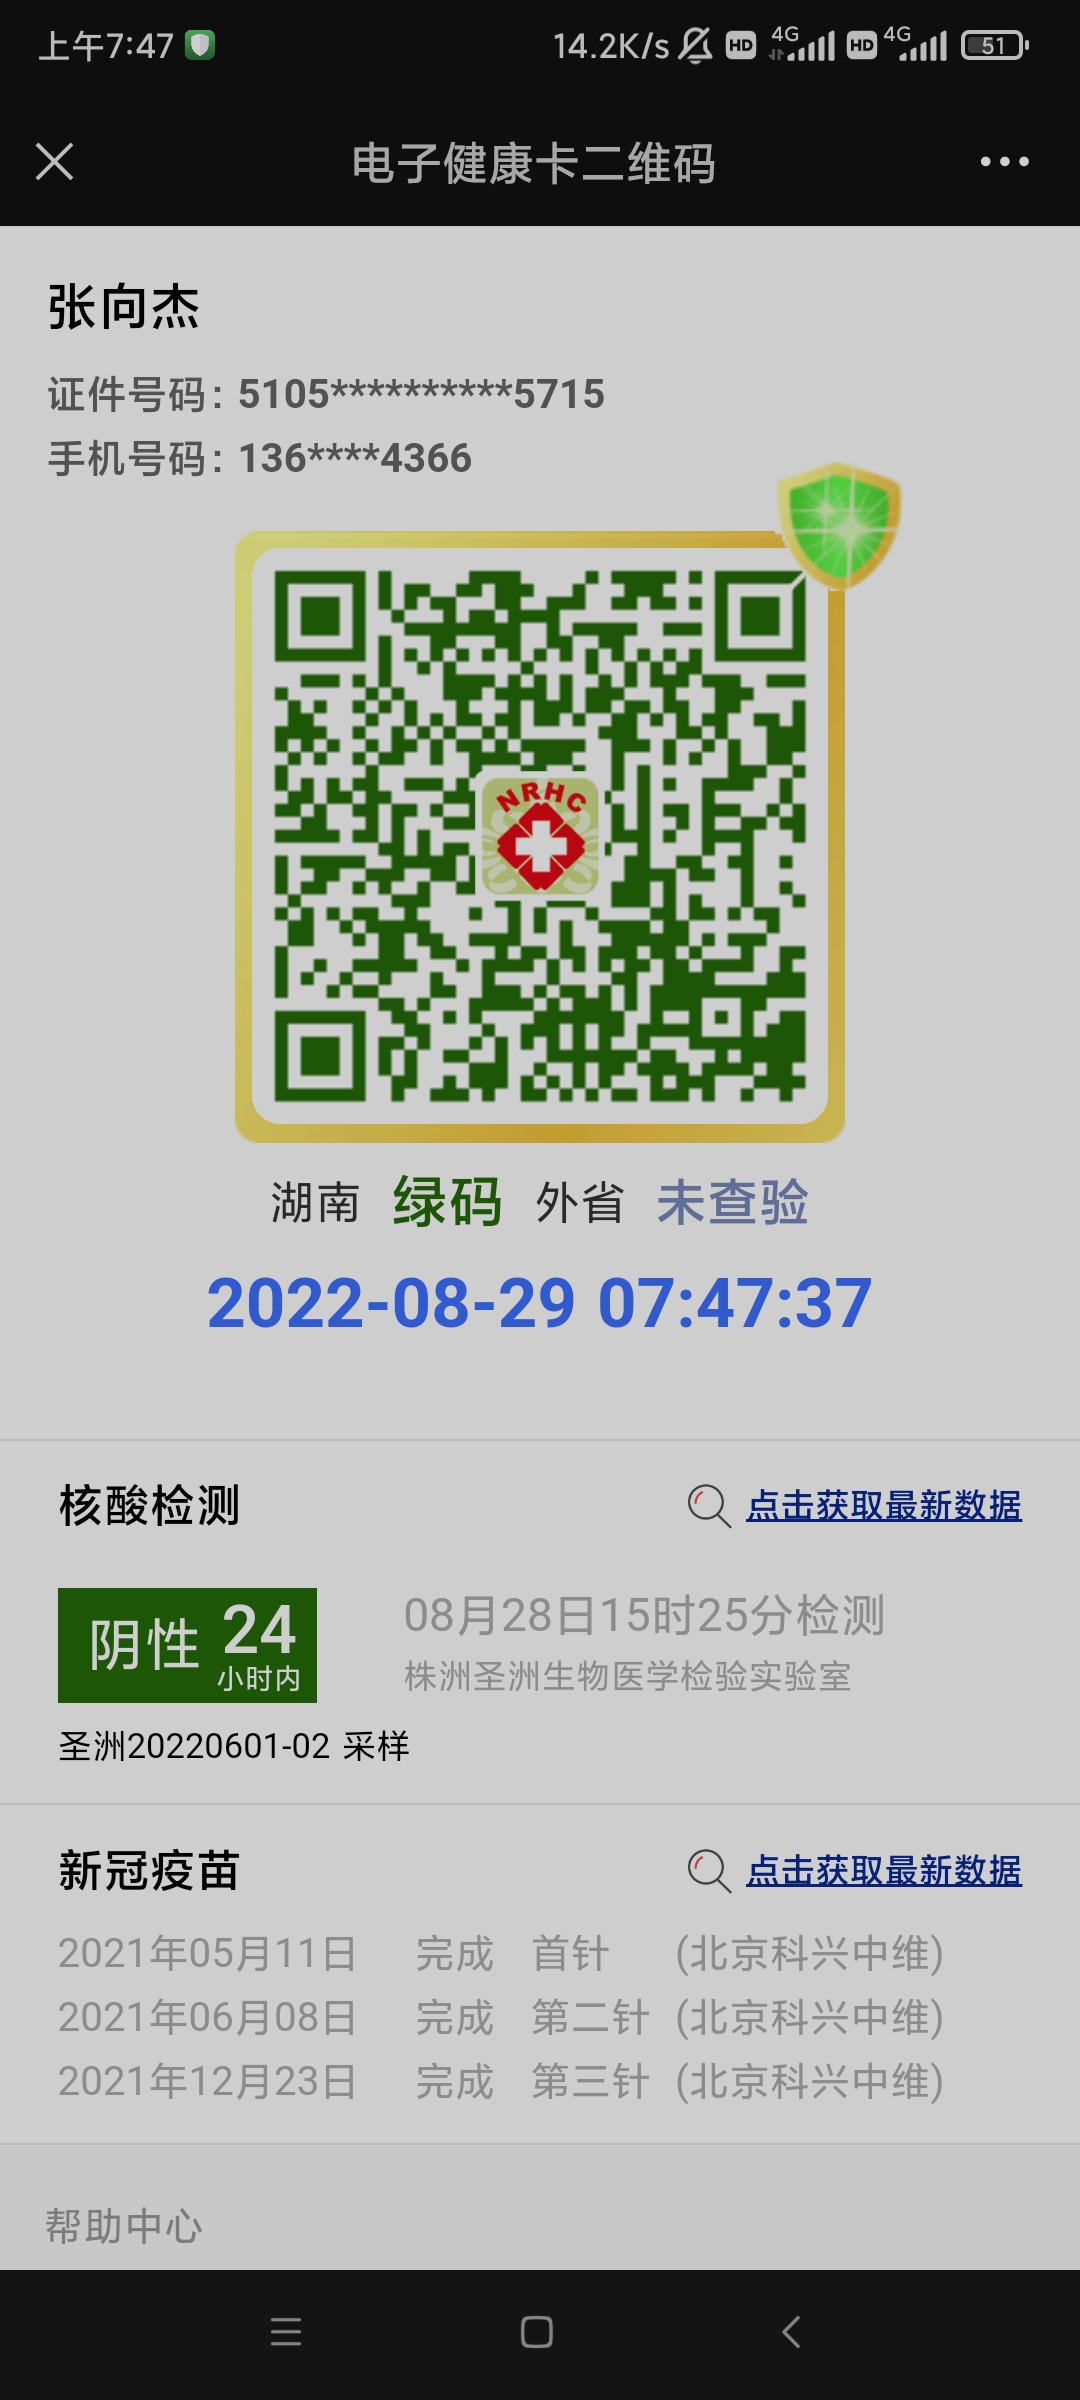 上午7:47 14.2K/s HD 4G HD 4G 51
电子健康卡二维码
张向杰
证件号码: 5105**********5715
手机号码: 136****4366
NRHC
湖南 绿码 外省 未查验
2022-08-29 07:47:37
核酸检测 点击获取最新数据
阴性 24 小时内 08月28日15时25分检测
株洲圣洲生物医学检验实验室
圣洲20220601-02 采样
新冠疫苗 点击获取最新数据
2021年05月11日 完成 首针 (北京科兴中维)
2021年06月08日 完成 第二针 (北京科兴中维)
2021年12月23日 完成 第三针 (北京科兴中维)
帮助中心